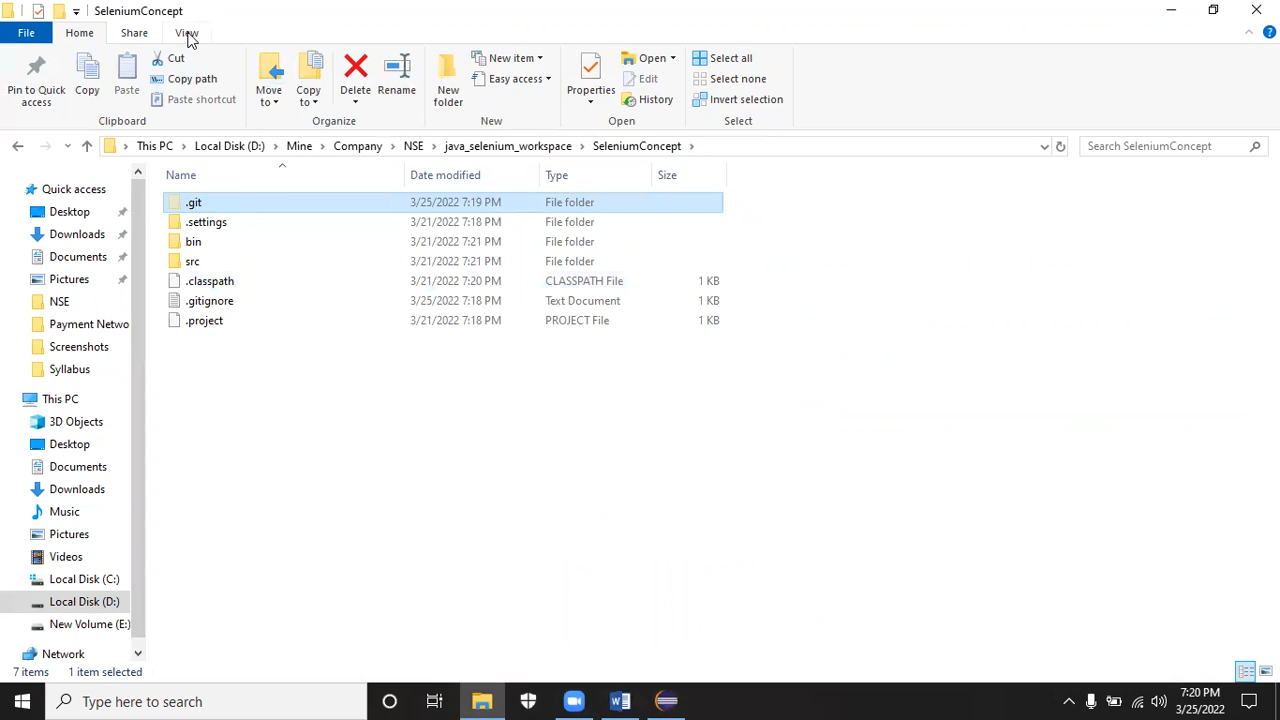 SeleniumConcept
File Home Share View
Pin to Quick access
Copy
Paste
Cut
Copy path
Paste shortcut
Clipboard
Move to
Copy to
Delete
Rename
Organize
New folder
New item
Easy access
New
Properties
Open
Edit
History
Open
Select all
Select none
Invert selection
Select
This PC Local Disk (D:) Mine Company NSE java_selenium_workspace SeleniumConcept
Search SeleniumConcept
Name Date modified Type Size
.git 3/25/2022 7:19 PM File folder
.settings 3/21/2022 7:18 PM File folder
bin 3/21/2022 7:21 PM File folder
src 3/21/2022 7:21 PM File folder
.classpath 3/21/2022 7:20 PM CLASSPATH File 1 KB
.gitignore 3/25/2022 7:18 PM Text Document 1 KB
.project 3/21/2022 7:18 PM PROJECT File 1 KB
Quick access
Desktop
Downloads
Documents
Pictures
NSE
Payment Netwo
Screenshots
Syllabus
This PC
3D Objects
Desktop
Documents
Downloads
Music
Pictures
Videos
Local Disk (C:)
Local Disk (D:)
New Volume (E:)
Network
7 items 1 item selected
Type here to search
7:20 PM
3/25/2022